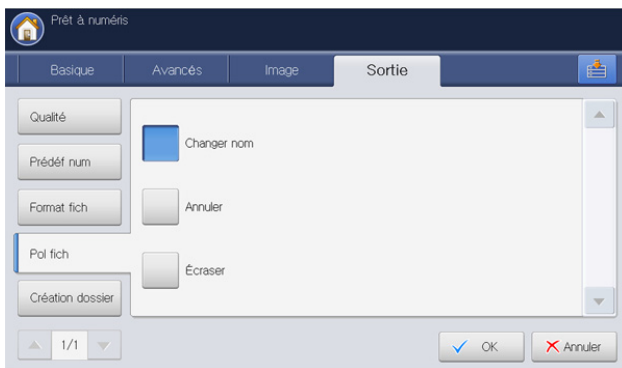 Prêt à numéris
Basique Avancés Image Sortie
Qualité
Changer nom
Prédéf num
Format fich
Annuler
Pol fich
Écraser
Création dossier
1/1
OK
Annuler